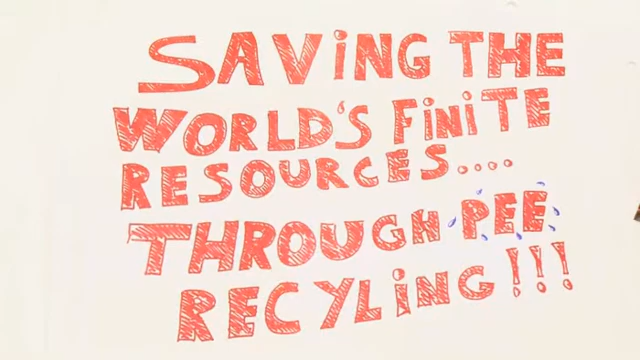 SAVING THE
WORLD'S FINITE
RESOURCES....
THROUGH PEE
RECYLING!!!